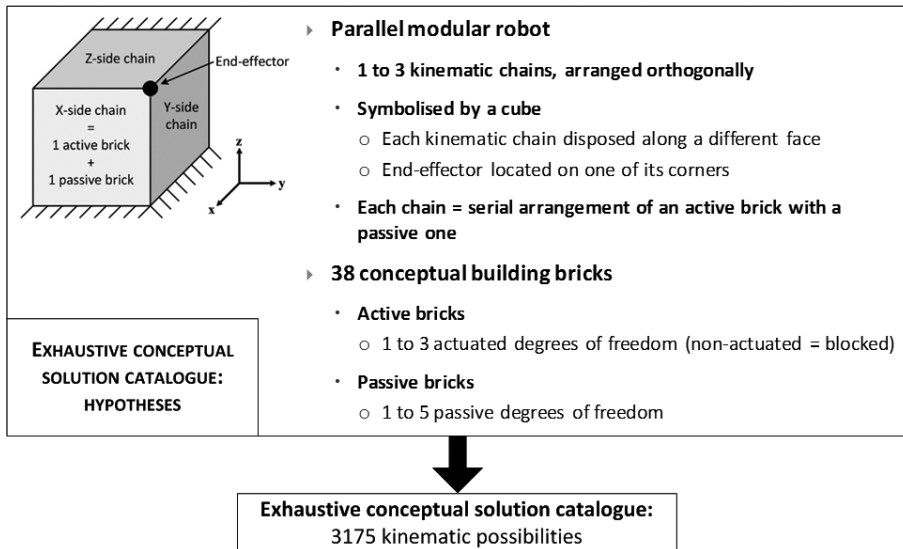 Z-side chain
End-effector
X-side chain
=
1 active brick
+
1 passive brick
Y-side
chain
z
y
x
Parallel modular robot
1 to 3 kinematic chains, arranged orthogonally
Symbolised by a cube
Each kinematic chain disposed along a different face
End-effector located on one of its corners
Each chain = serial arrangement of an active brick with a
passive one
38 conceptual building bricks
Active bricks
1 to 3 actuated degrees of freedom (non-actuated = blocked)
Passive bricks
1 to 5 passive degrees of freedom
EXHAUSTIVE CONCEPTUAL
SOLUTION CATALOGUE:
HYPOTHESES
Exhaustive conceptual solution catalogue:
3175 kinematic possibilities